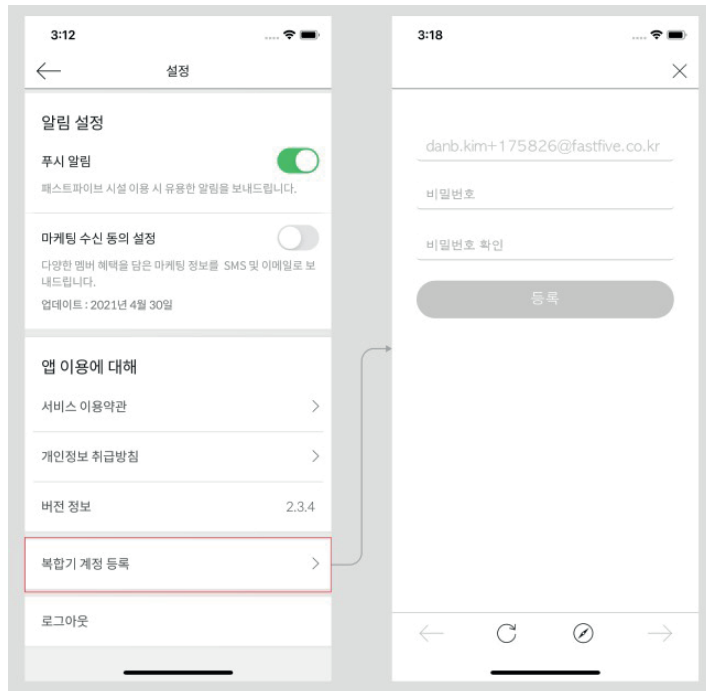 3:12
설정
알림 설정
푸시 알림
패스트파이브 시설 이용 시 유용한 알림을 보내드립니다.
마케팅 수신 동의 설정
다양한 멤버 혜택을 담은 마케팅 정보를 SMS 및 이메일로 보
내드립니다.
업데이트 : 2021년 4월 30일
앱 이용에 대해
서비스 이용약관
개인정보 취급방침
버전 정보 2.3.4
복합기 계정 등록
로그아웃
3:18
danb.kim+175826@fastfive.co.kr
비밀번호
비밀번호 확인
등록